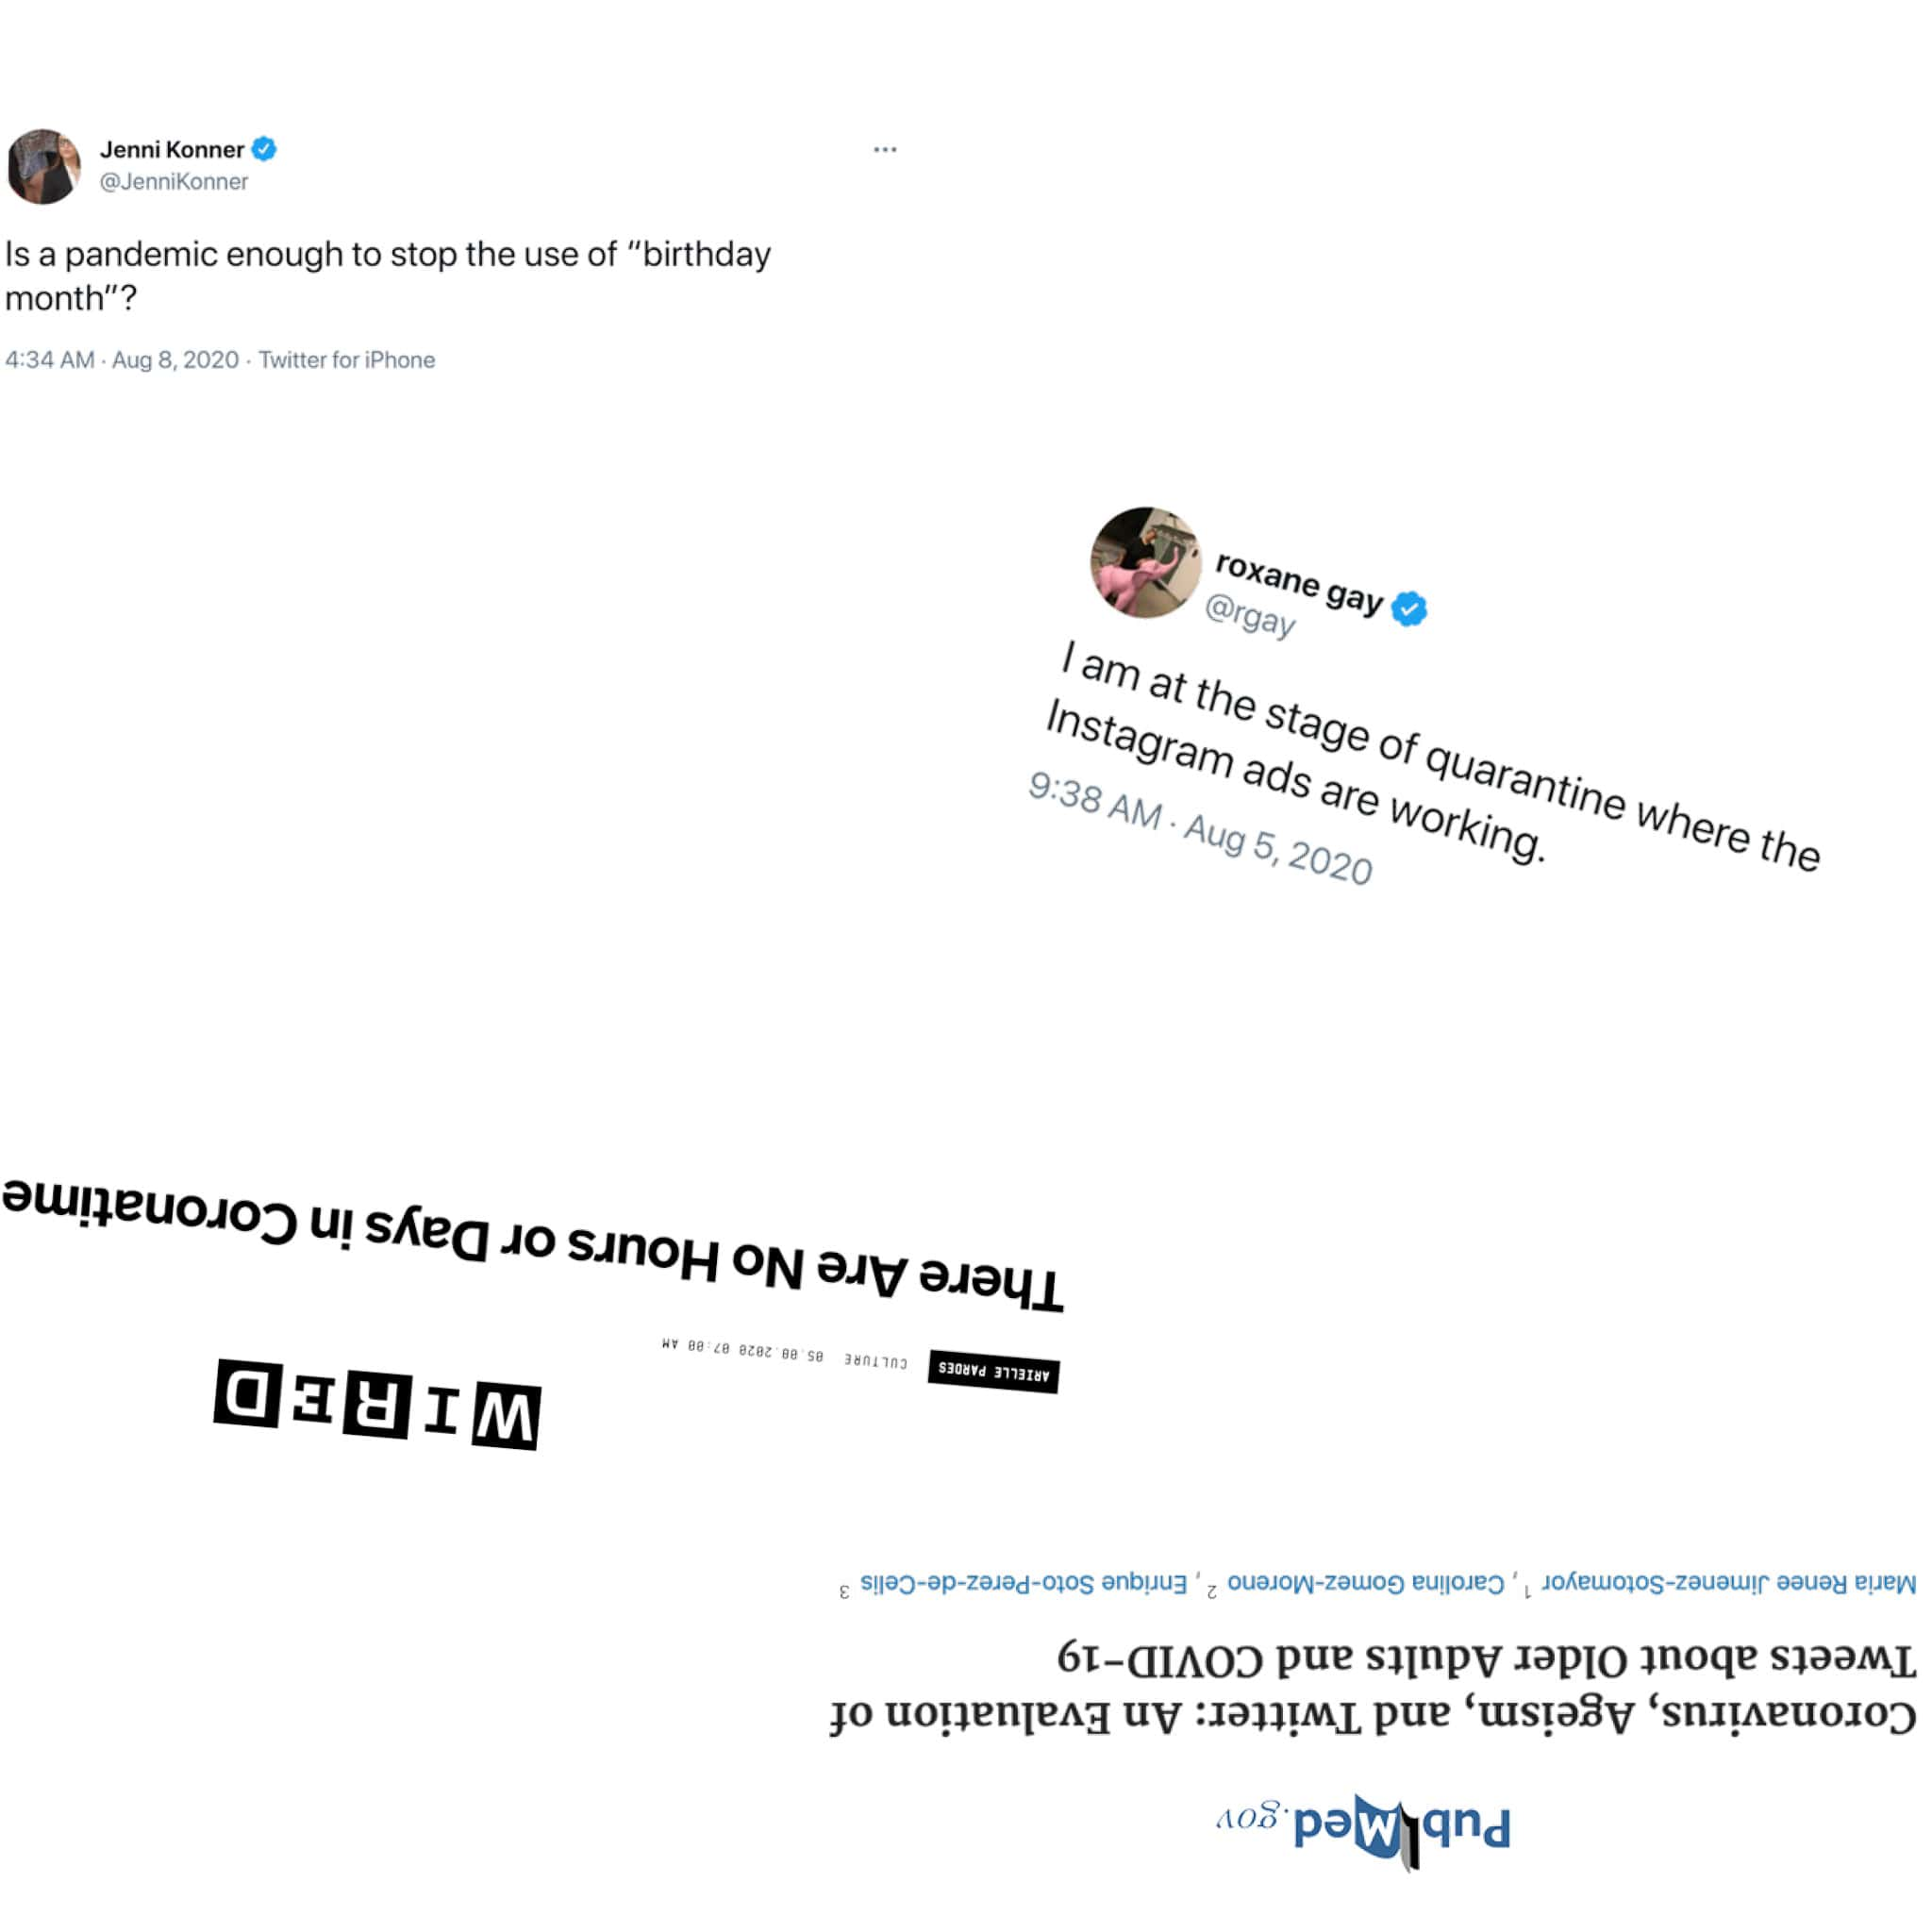 Jenni Konner
@JenniKonner
Is a pandemic enough to stop the use of “birthday
month”?
4:34 AM · Aug 8, 2020 · Twitter for iPhone
roxane gay
@rgay
I am at the stage of quarantine where the
Instagram ads are working.
9:38 AM · Aug 5, 2020
WIRED
ARIELLE PARDES CULTURE 05.08.2020 07:00 AM
There Are No Hours or Days in Coronatime
PubMed.gov
Coronavirus, Ageism, and Twitter: An Evaluation of
Tweets about Older Adults and COVID-19
Maria Renee Jimenez-Sotomayor 1, Carolina Gomez-Moreno 2, Enrique Soto-Perez-de-Celis 3